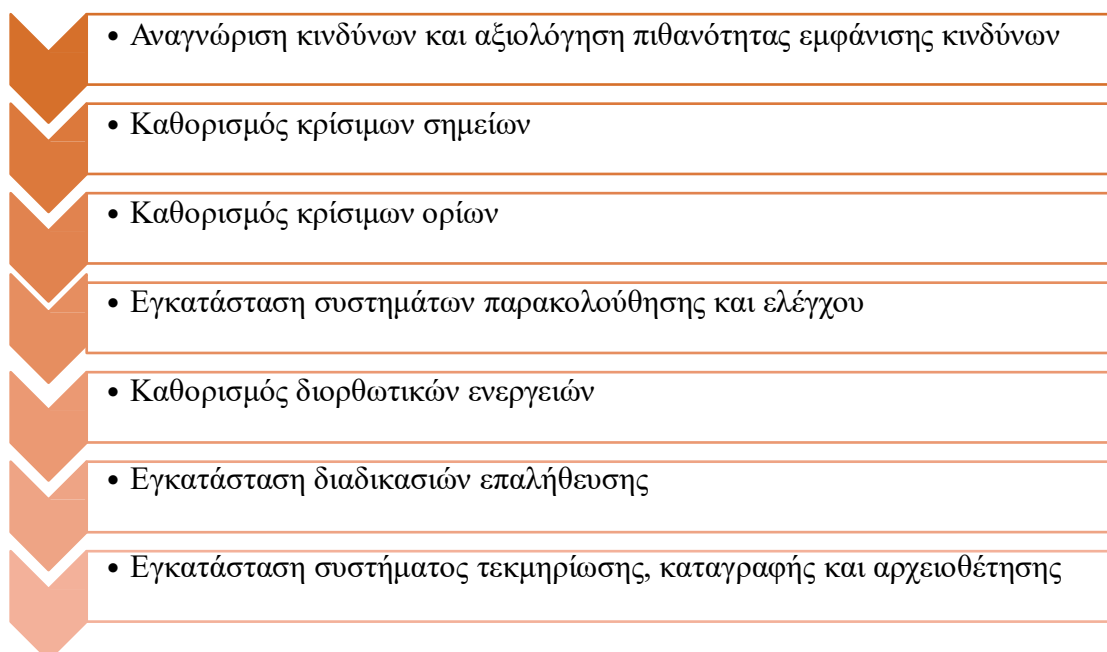 • Αναγνώριση κινδύνων και αξιολόγηση πιθανότητας εμφάνισης κινδύνων
• Καθορισμός κρίσιμων σημείων
• Καθορισμός κρίσιμων ορίων
• Εγκατάσταση συστημάτων παρακολούθησης και ελέγχου
• Καθορισμός διορθωτικών ενεργειών
• Εγκατάσταση διαδικασιών επαλήθευσης
• Εγκατάσταση συστήματος τεκμηρίωσης, καταγραφής και αρχειοθέτησης